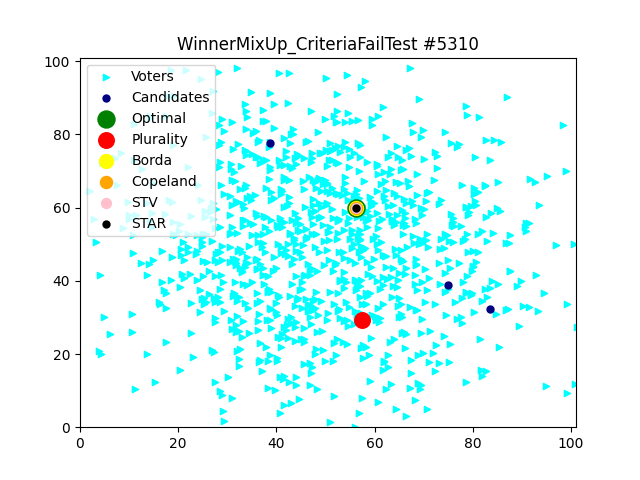 WinnerMixUp_CriteriaFailTest #5310
100
80
60
40
20
0
Voters
Candidates
Optimal
Plurality
Borda
Copeland
STV
STAR
0 20 40 60 80 100